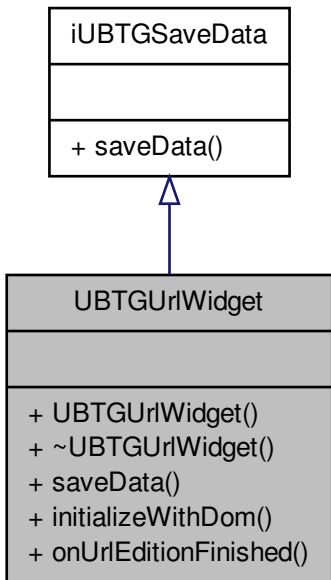 iUBTGSaveData
+ saveData()
UBTGUrlWidget
+ UBTGUrlWidget()
+ ~UBTGUrlWidget()
+ saveData()
+ initializeWithDom()
+ onUrlEditionFinished()